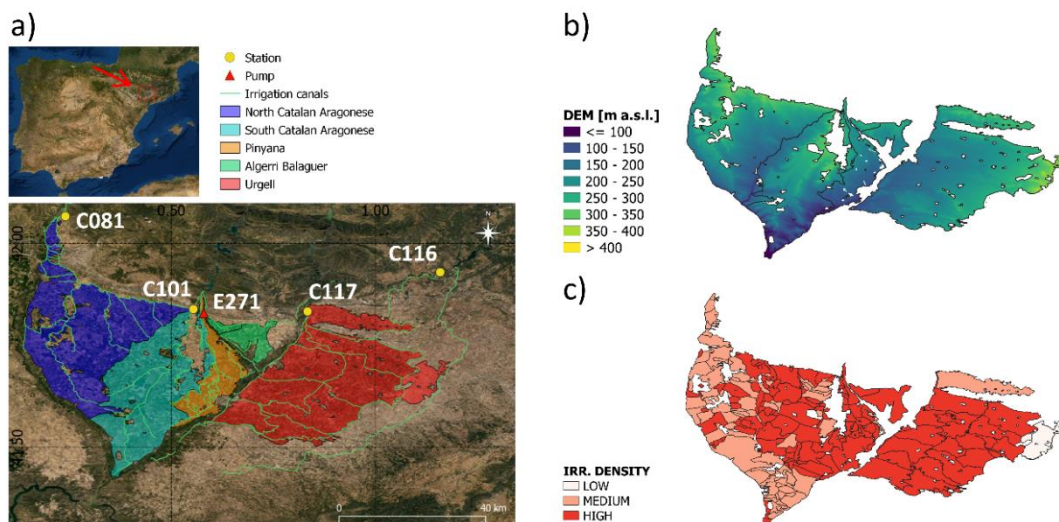 a)
Station
Pump
Irrigation canals
North Catalan Aragonese
South Catalan Aragonese
Pinyana
Algerri Balaguer
Urgell
0.50
1.00
N
C081
C116
C101
E271
C117
0
40 km
b)
DEM [m a.s.l.]
<= 100
100 - 150
150 - 200
200 - 250
250 - 300
300 - 350
350 - 400
> 400
c)
IRR. DENSITY
LOW
MEDIUM
HIGH